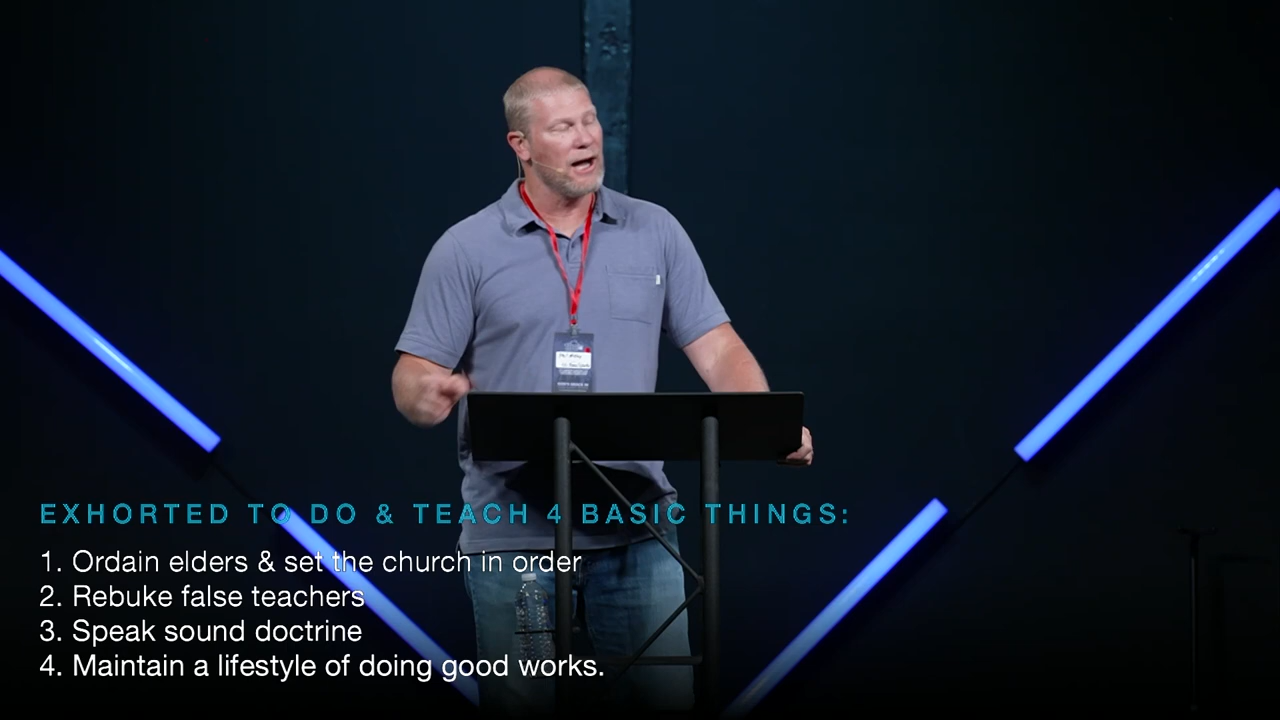 EXHORTED TO DO & TEACH 4 BASIC THINGS:
1. Ordain elders & set the church in order
2. Rebuke false teachers
3. Speak sound doctrine
4. Maintain a lifestyle of doing good works.